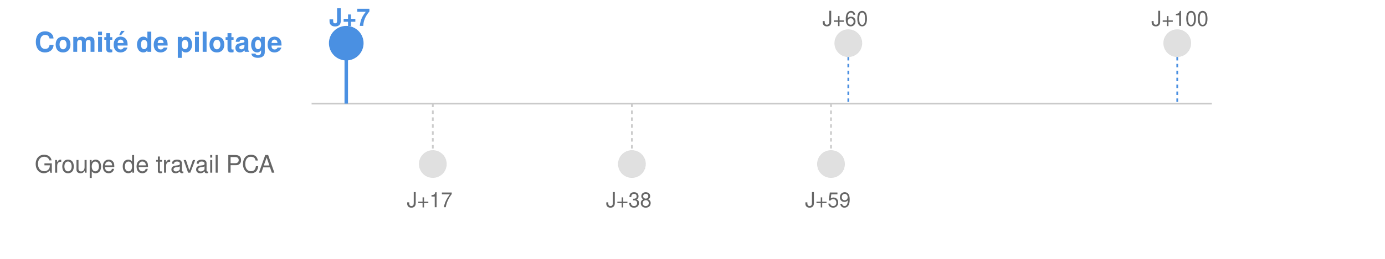 J+7 J+60 J+100
Comité de pilotage
Groupe de travail PCA
J+17 J+38 J+59